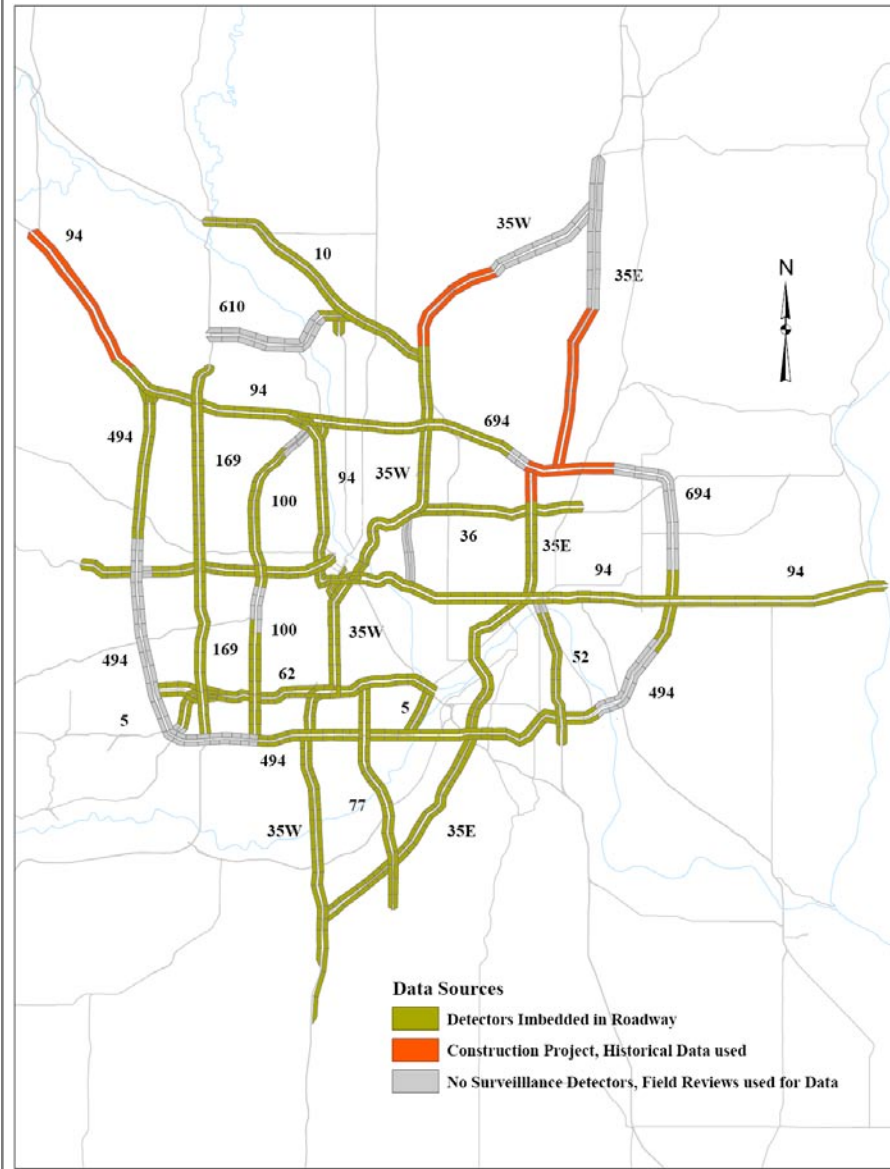 N
35W
94
10
35E
610
94
694
494
169
94
35W
100
694
36
35E
94
94
100
35W
494
169
52
62
494
5
5
494
77
35W
35E
Data Sources
Detectors Imbedded in Roadway
Construction Project, Historical Data used
No Surveilllance Detectors, Field Reviews used for Data